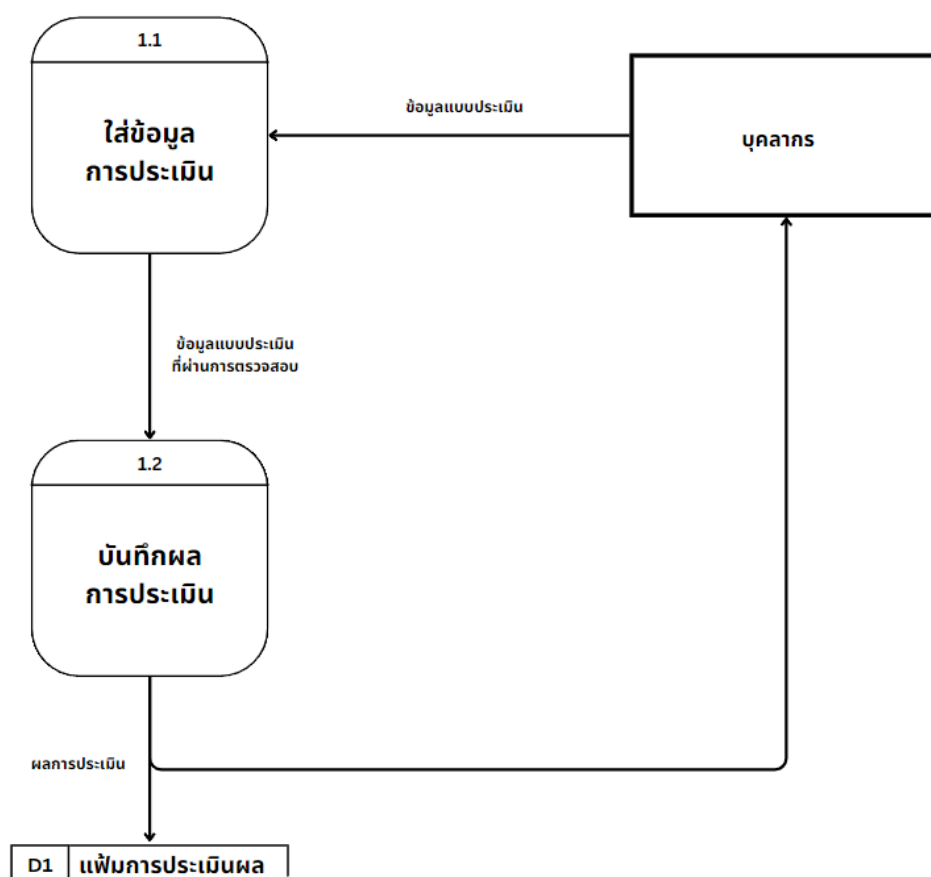 1.1
ใส่ข้อมูล
การประเมิน
ข้อมูลแบบประเมิน
บุคลากร
ข้อมูลแบบประเมิน
ที่ผ่านการตรวจสอบ
1.2
บันทึกผล
การประเมิน
ผลการประเมิน
D1
แฟ้มการประเมินผล